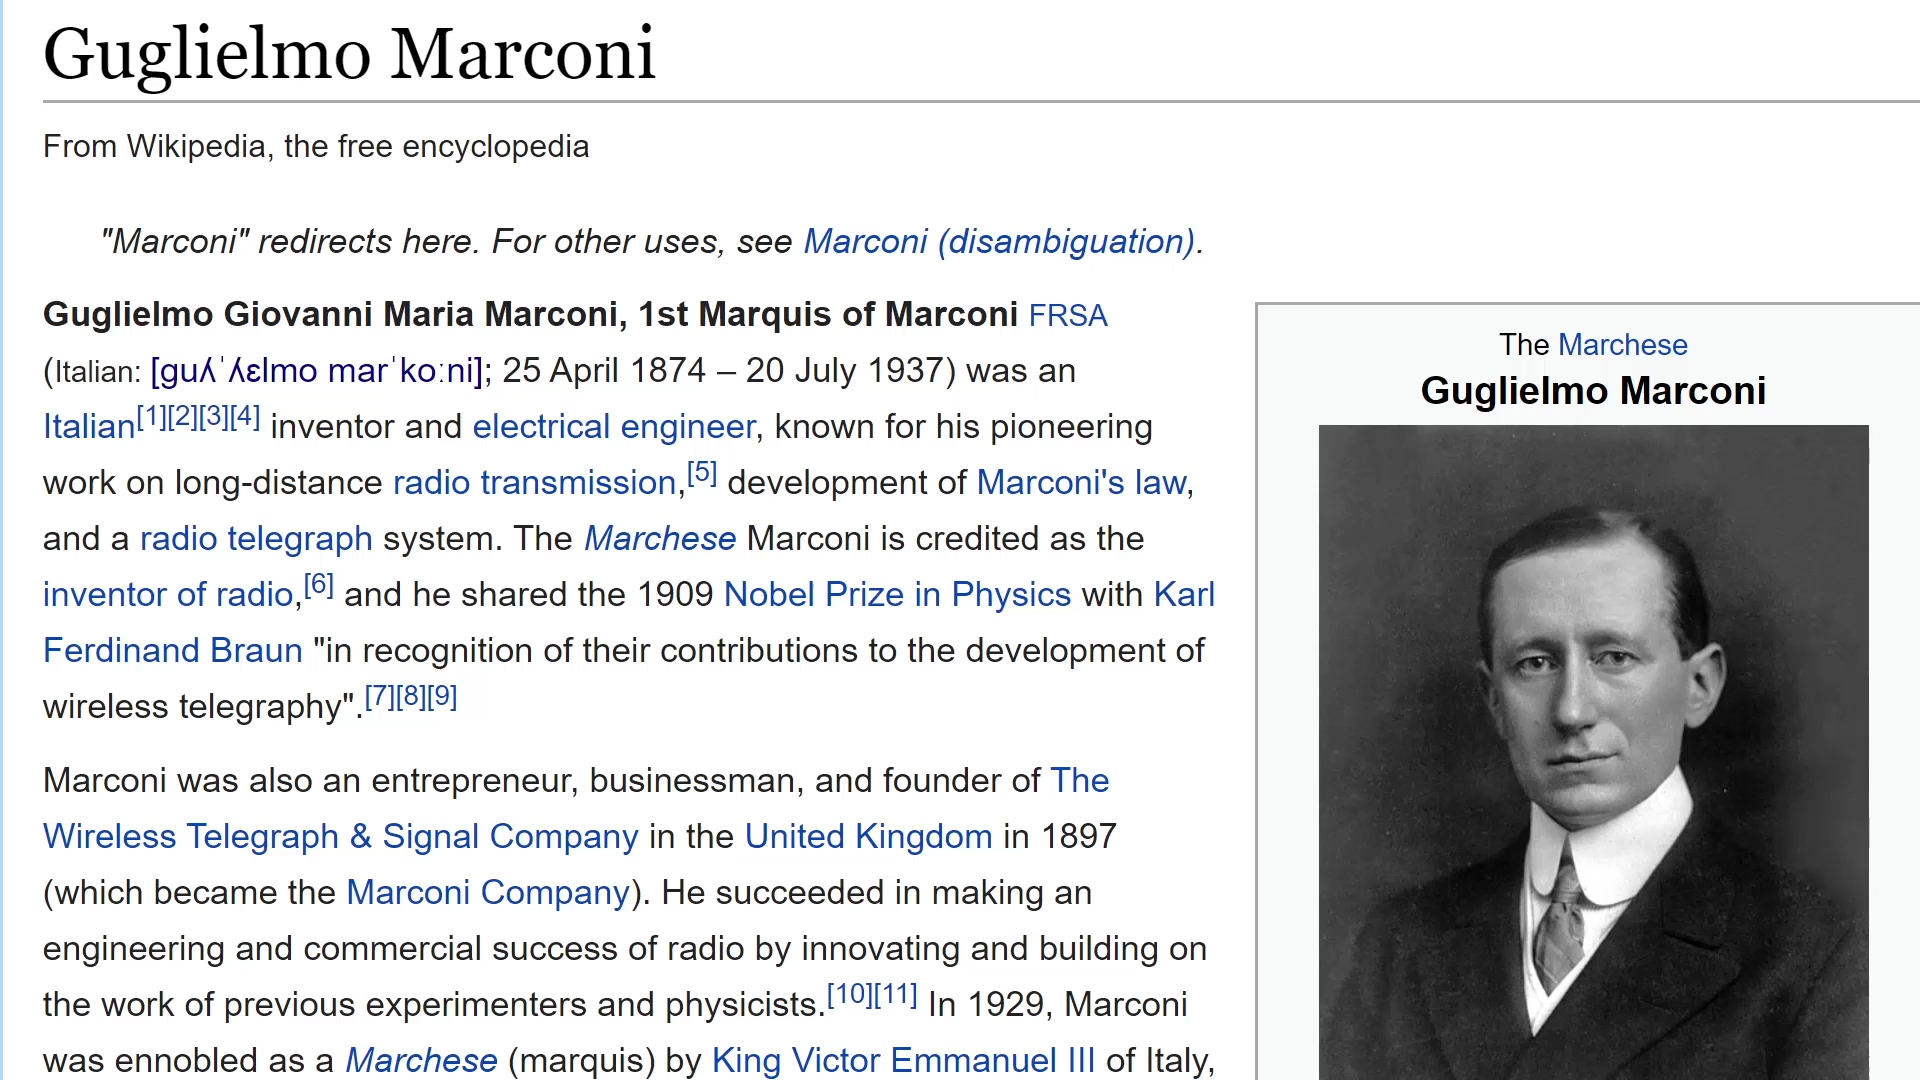 Guglielmo Marconi
From Wikipedia, the free encyclopedia
"Marconi" redirects here. For other uses, see Marconi (disambiguation).
Guglielmo Giovanni Maria Marconi, 1st Marquis of Marconi FRSA
(Italian: [ɡuʎˈʎɛlmo marˈkoːni]; 25 April 1874 – 20 July 1937) was an
Italian[1][2][3][4] inventor and electrical engineer, known for his pioneering
work on long-distance radio transmission,[5] development of Marconi's law,
and a radio telegraph system. The Marchese Marconi is credited as the
inventor of radio,[6] and he shared the 1909 Nobel Prize in Physics with Karl
Ferdinand Braun "in recognition of their contributions to the development of
wireless telegraphy".[7][8][9]
Marconi was also an entrepreneur, businessman, and founder of The
Wireless Telegraph & Signal Company in the United Kingdom in 1897
(which became the Marconi Company). He succeeded in making an
engineering and commercial success of radio by innovating and building on
the work of previous experimenters and physicists.[10][11] In 1929, Marconi
was ennobled as a Marchese (marquis) by King Victor Emmanuel III of Italy,
The Marchese
Guglielmo Marconi